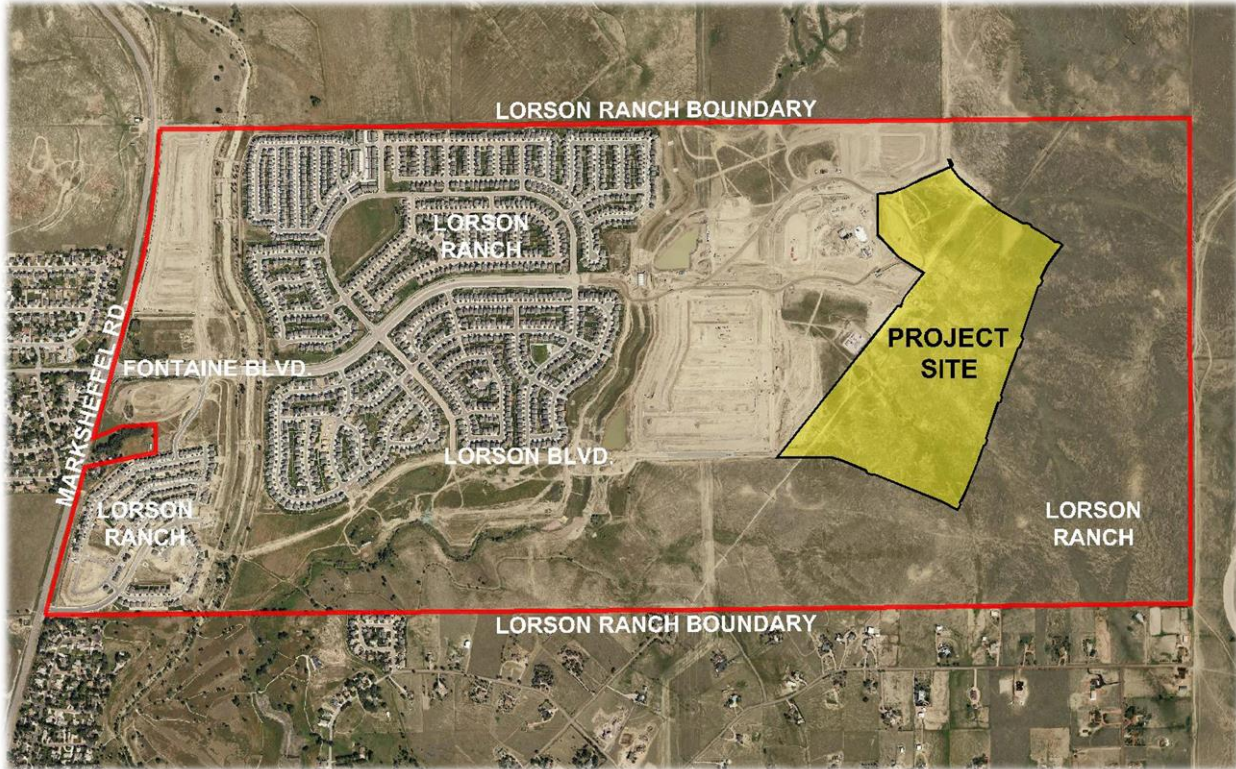 LORSON RANCH BOUNDARY
LORSON
RANCH
PROJECT
SITE
FONTAINE BLVD.
MARKSHEFFEL RD.
LORSON BLVD.
LORSON
RANCH
LORSON
RANCH
LORSON RANCH BOUNDARY